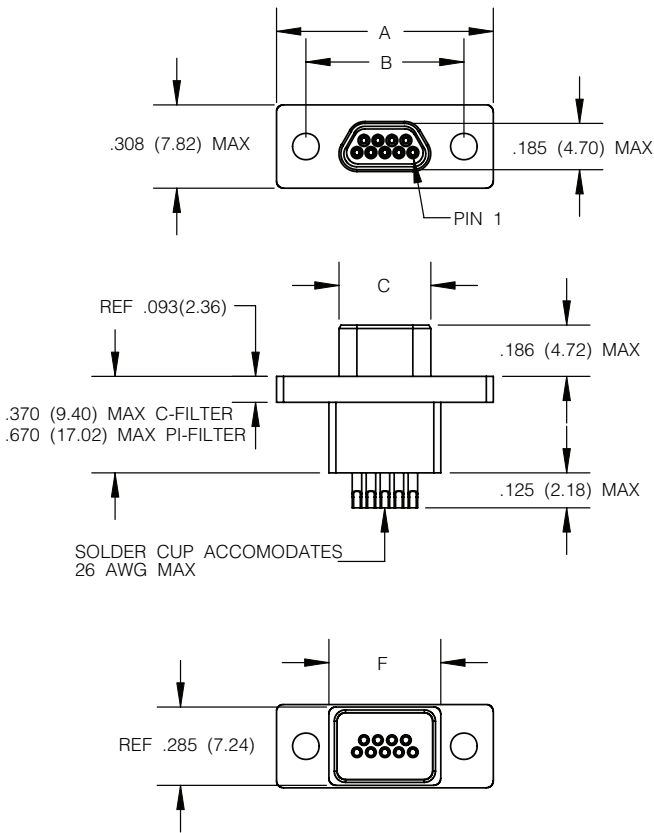 A
B
.308 (7.82) MAX
.185 (4.70) MAX
PIN 1
C
REF .093(2.36)
.186 (4.72) MAX
.370 (9.40) MAX C-FILTER
.670 (17.02) MAX PI-FILTER
.125 (2.18) MAX
SOLDER CUP ACCOMODATES
26 AWG MAX
F
REF .285 (7.24)